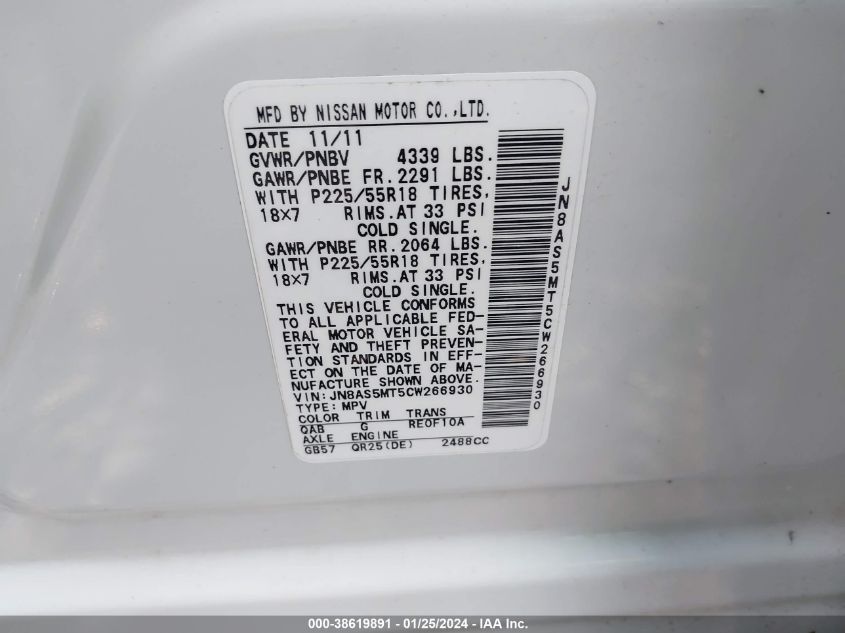 MFD BY NISSAN MOTOR CO.,LTD.
DATE 11/11
GVWR/PNBV 4339 LBS.
GAWR/PNBE FR. 2291 LBS.
WITH P225/55R18 TIRES,
18X7 RIMS. AT 33 PSI
COLD SINGLE.
GAWR/PNBE RR. 2064 LBS.
WITH P225/55R18 TIRES,
18X7 RIMS. AT 33 PSI
COLD SINGLE.
THIS VEHICLE CONFORMS
TO ALL APPLICABLE FED-
ERAL MOTOR VEHICLE SA-
FETY AND THEFT PREVEN-
TION STANDARDS IN EFF-
ECT ON THE DATE OF MA-
NUFACTURE SHOWN ABOVE.
VIN: JN8AS5MT5CW266930
TYPE: MPV
COLOR TRIM TRANS
QAB G RE0F10A
AXLE ENGINE
GB57 QR25(DE) 2488CC
JN8AS5MT5CW266930
000-38619891 - 01/25/2024 - IAA Inc.